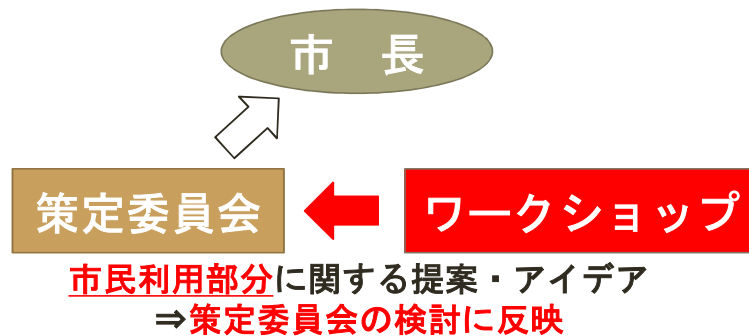 市　長
策定委員会
ワークショップ
市民利用部分に関する提案・アイデア
⇒策定委員会の検討に反映